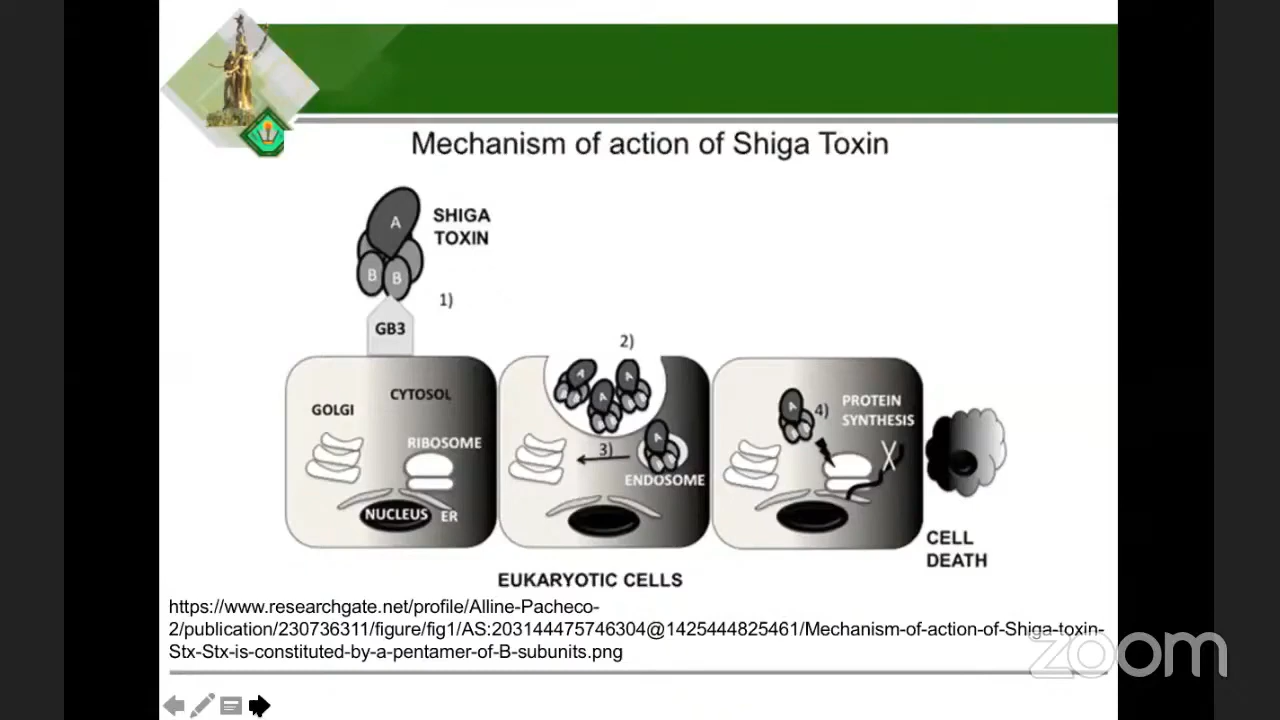 Mechanism of action of Shiga Toxin
A
SHIGA
TOXIN
B B
1)
GB3
2)
CYTOSOL
GOLGI
RIBOSOME
NUCLEUS ER
A A
A
A
3)
ENDOSOME
A
4)
PROTEIN
SYNTHESIS
CELL
DEATH
EUKARYOTIC CELLS
https://www.researchgate.net/profile/Alline-Pacheco-
2/publication/230736311/figure/fig1/AS:203144475746304@1425444825461/Mechanism-of-action-of-Shiga-toxin-
Stx-Stx-is-constituted-by-a-pentamer-of-B-subunits.png
zoom